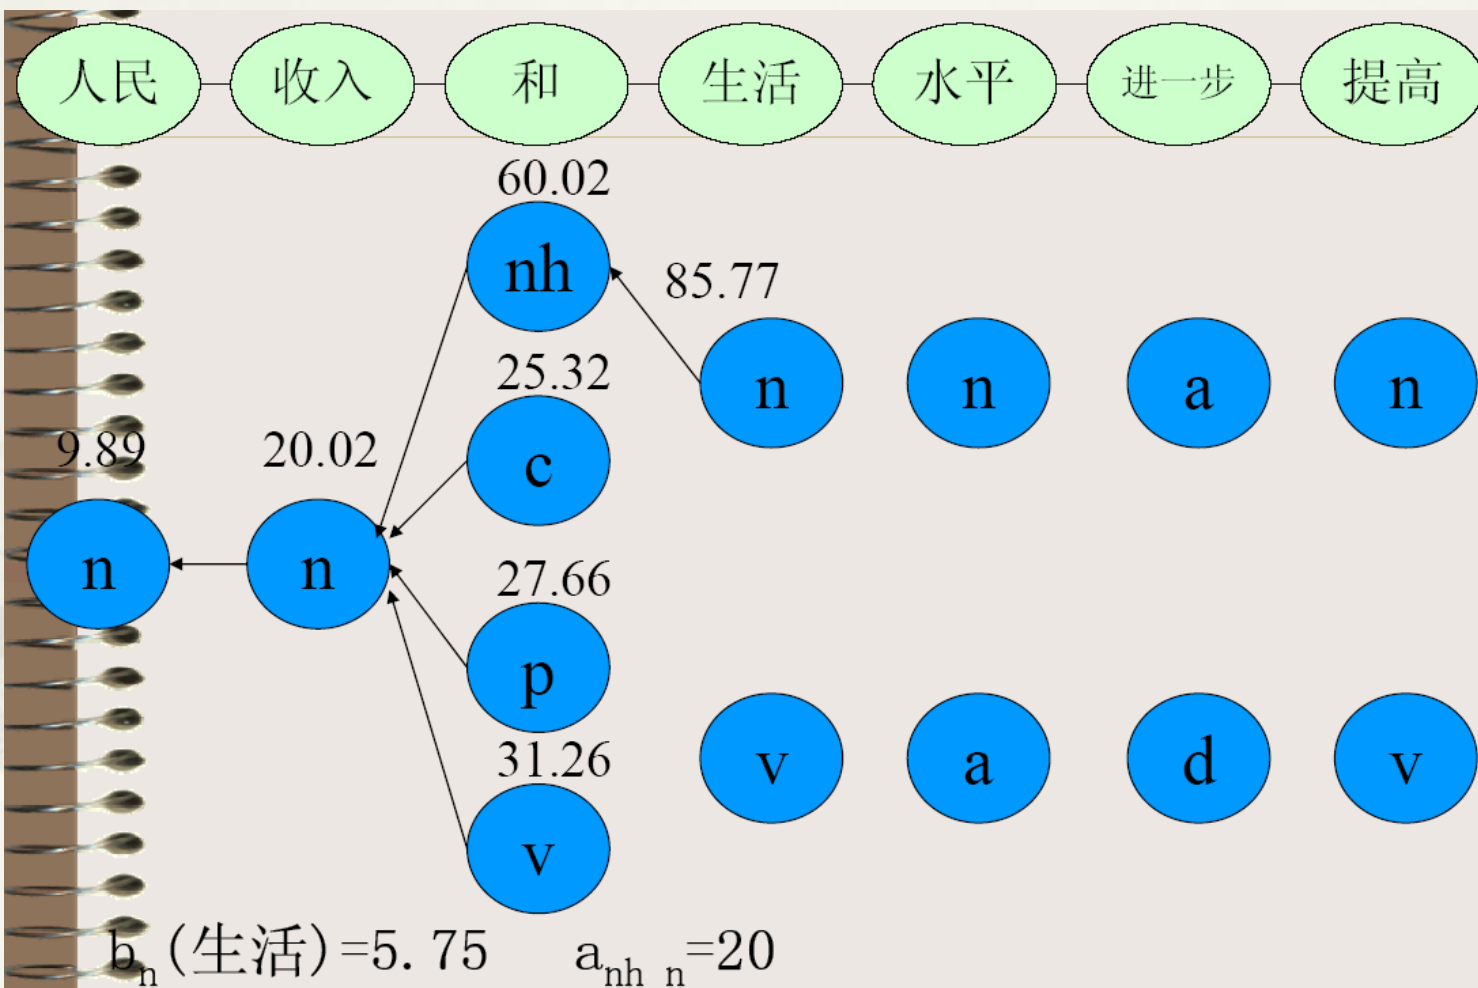 人民 收入 和 生活 水平 进一步 提高
60.02
nh
85.77
25.32
n n a n
9.89 20.02
c
n n
27.66
p
31.26
v a d v
v
bn(生活)=5.75 anh n=20